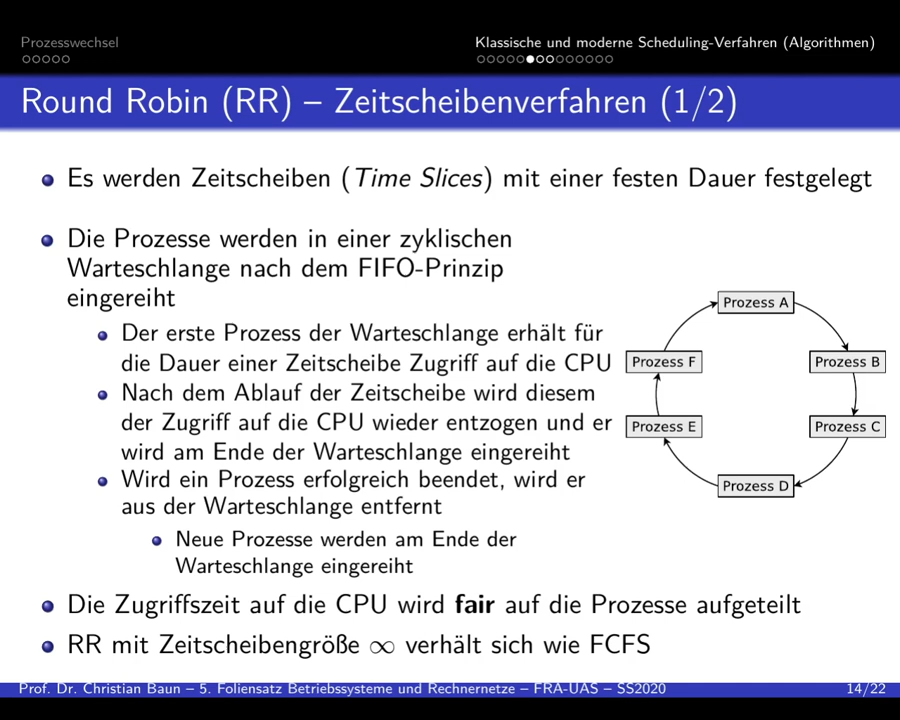 Prozesswechsel
Klassische und moderne Scheduling-Verfahren (Algorithmen)
Round Robin (RR) – Zeitscheibenverfahren (1/2)
Es werden Zeitscheiben (Time Slices) mit einer festen Dauer festgelegt
Die Prozesse werden in einer zyklischen
Warteschlange nach dem FIFO-Prinzip
eingereiht
Der erste Prozess der Warteschlange erhält für
die Dauer einer Zeitscheibe Zugriff auf die CPU
Nach dem Ablauf der Zeitscheibe wird diesem
der Zugriff auf die CPU wieder entzogen und er
wird am Ende der Warteschlange eingereiht
Wird ein Prozess erfolgreich beendet, wird er
aus der Warteschlange entfernt
Neue Prozesse werden am Ende der
Warteschlange eingereiht
Prozess A
Prozess B
Prozess C
Prozess D
Prozess E
Prozess F
Die Zugriffszeit auf die CPU wird fair auf die Prozesse aufgeteilt
RR mit Zeitscheibengröße ∞ verhält sich wie FCFS
Prof. Dr. Christian Baun – 5. Foliensatz Betriebssysteme und Rechnernetze – FRA-UAS – SS2020
14/22